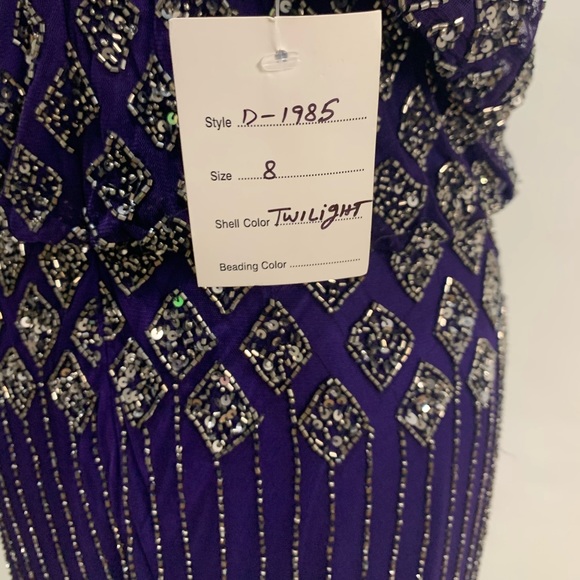 Style D-1985
Size 8
Shell Color TWILIGHT
Beading Color